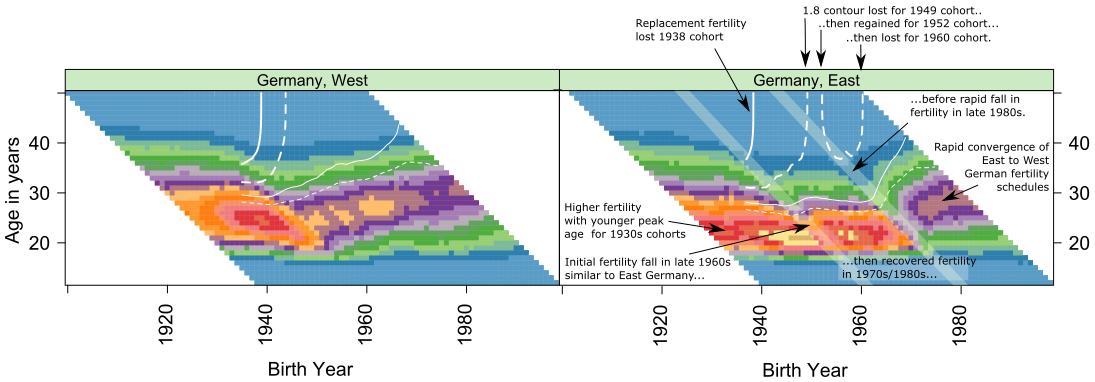 1.8 contour lost for 1949 cohort..
..then regained for 1952 cohort...
..then lost for 1960 cohort.
Replacement fertility
lost 1938 cohort
Germany, West
Germany, East
...before rapid fall in
fertility in late 1980s.
Rapid convergence of
East to West
German fertility
schedules
Higher fertility
with younger peak
age for 1930s cohorts
Initial fertility fall in late 1960s
similar to East Germany...
...then recovered fertility
in 1970s/1980s...
Age in years
40
30
20
40
30
20
1920
1940
1960
1980
1920
1940
1960
1980
Birth Year
Birth Year